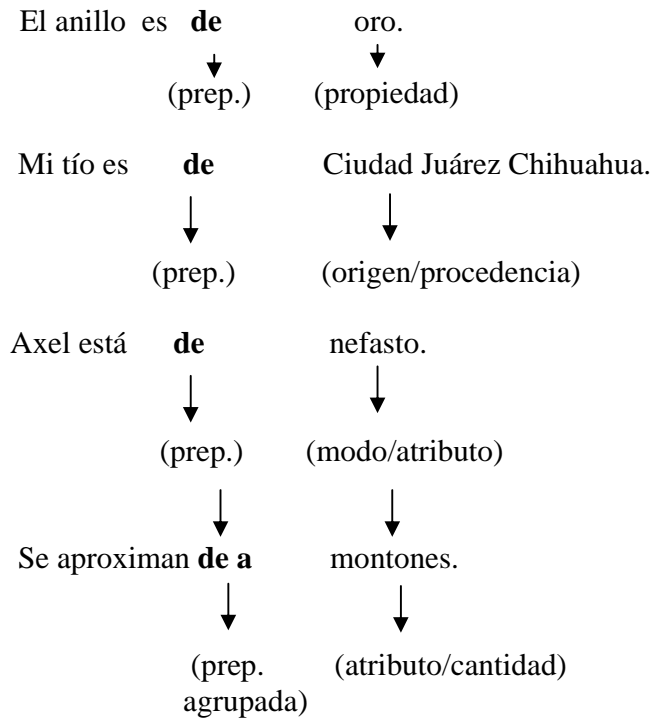 El anillo es de oro.
(prep.) (propiedad)
Mi tío es de Ciudad Juárez Chihuahua.
(prep.) (origen/procedencia)
Axel está de nefasto.
(prep.) (modo/atributo)
Se aproximan de a montones.
(prep. (atributo/cantidad)
agrupada)